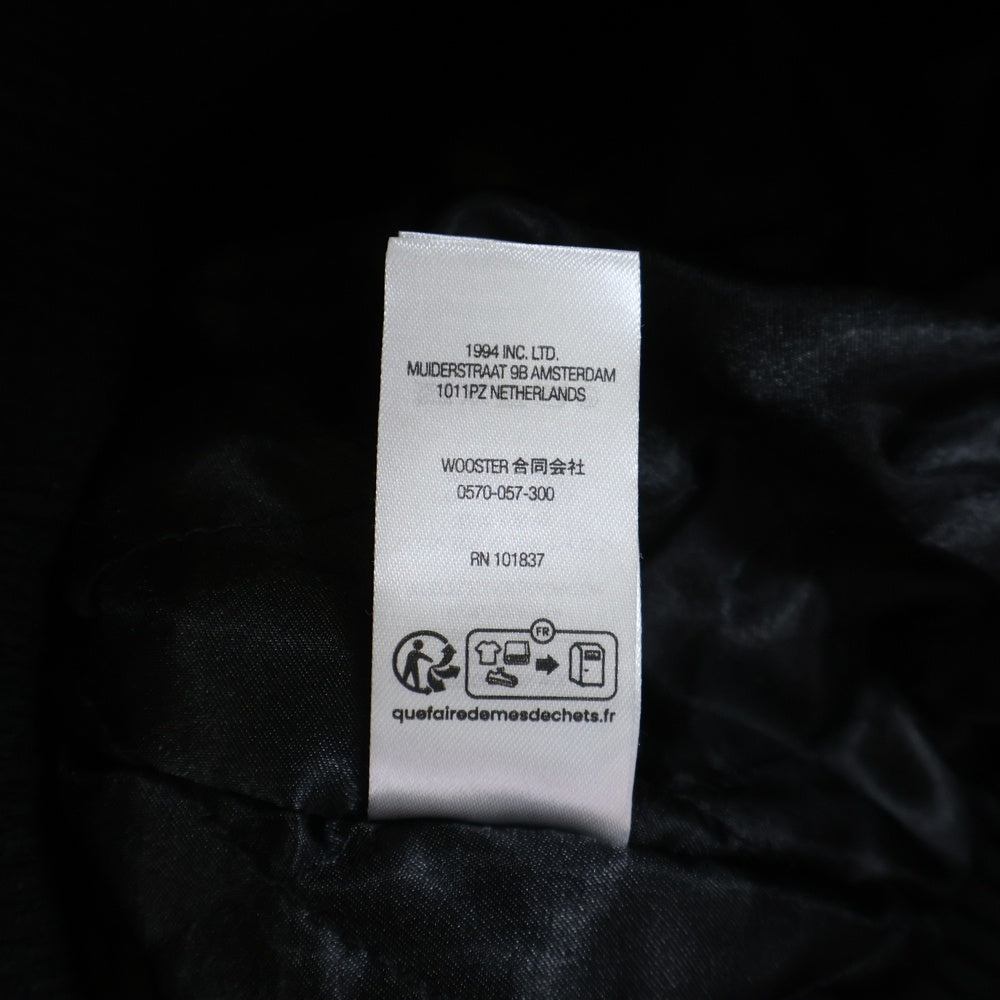 1994 INC. LTD.
MUIDERSTRAAT 9B AMSTERDAM
1011PZ NETHERLANDS
WOOSTER 合同会社
0570-057-300
RN 101837
FR
quefairedemesdechets.fr